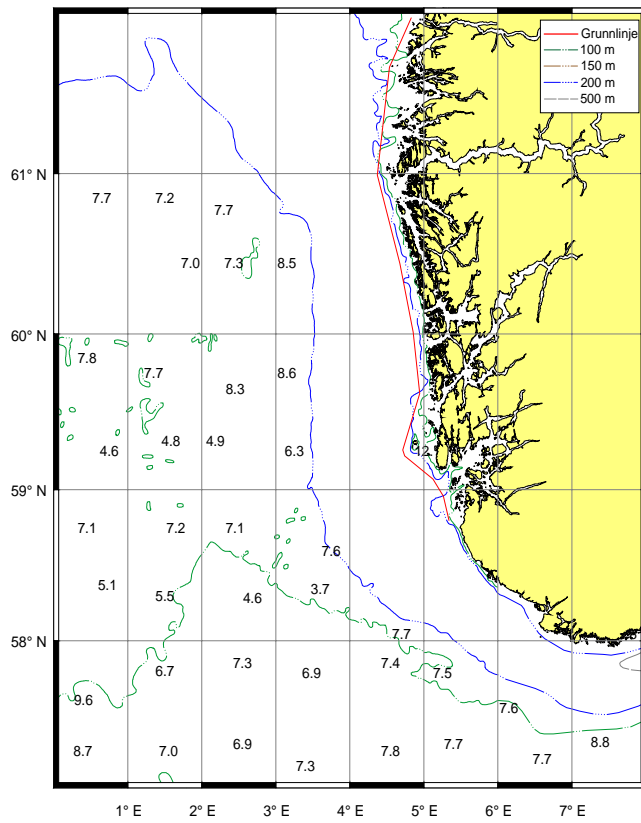 Grunnlinje
100 m
150 m
200 m
500 m
61° N
7.7 7.2
7.7
7.0 7.3 8.5
60° N
7.8
7.7 8.6
8.3
4.8 4.9
4.6 6.3 12
59° N
7.1 7.2 7.1
7.6
5.1 3.7
5.5 4.6
58° N
7.7
7.3 7.4
6.7 6.9 7.5
9.6 7.6
8.8
6.9 7.7
8.7 7.0 7.8
7.7
7.3
1° E 2° E 3° E 4° E 5° E 6° E 7° E